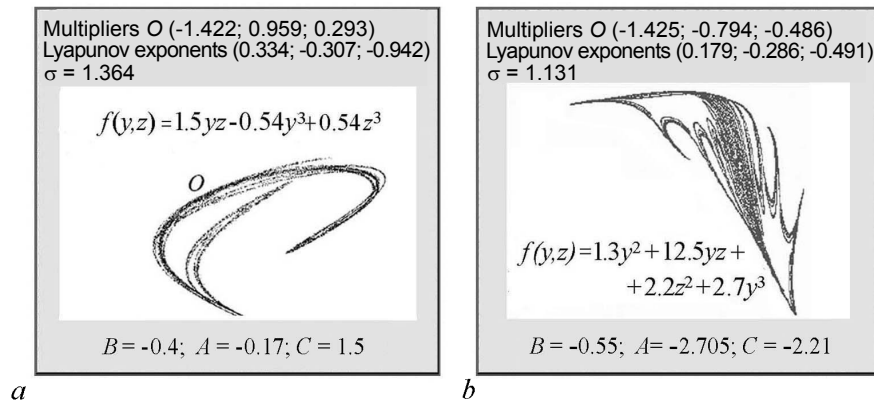 Multipliers O (-1.422; 0.959; 0.293)
Lyapunov exponents (0.334; -0.307; -0.942)
σ = 1.364
f(y,z) =1.5yz-0.54y³+0.54z³
O
B = -0.4; A = -0.17; C = 1.5
a
Multipliers O (-1.425; -0.794; -0.486)
Lyapunov exponents (0.179; -0.286; -0.491)
σ = 1.131
f(y,z)=1.3y²+12.5yz +
+2.2z²+2.7y³
B = -0.55; A= -2.705; C = -2.21
b